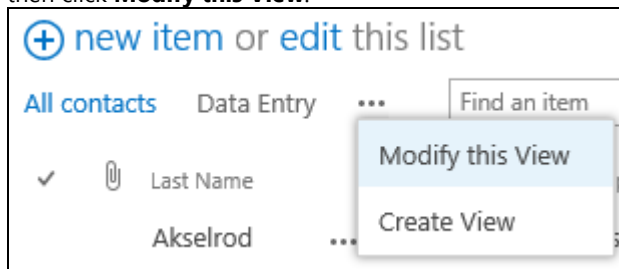 then click Modify this View.
new item or edit this list
All contacts Data Entry ... Find an item
Modify this View
Last Name
Create View
Akselrod ...